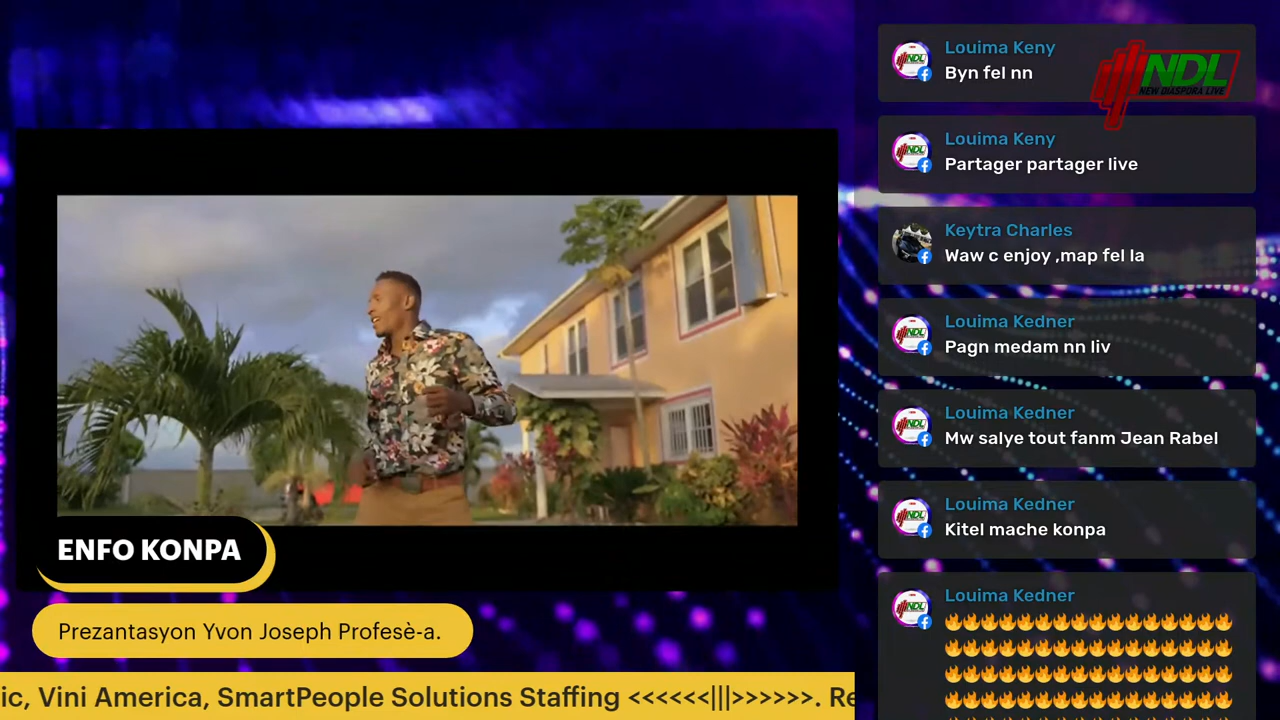 Louima Keny
Byn fel nn
NDL
NEW DIASPORA LIVE
Louima Keny
Partager partager live
Keytra Charles
Waw c enjoy ,map fel la
Louima Kedner
Pagn medam nn liv
Louima Kedner
Mw salye tout fanm Jean Rabel
Louima Kedner
Kitel mache konpa
Louima Kedner
🔥🔥🔥🔥🔥🔥🔥🔥🔥🔥🔥🔥🔥🔥🔥🔥
🔥🔥🔥🔥🔥🔥🔥🔥🔥🔥🔥🔥🔥🔥🔥🔥
🔥🔥🔥🔥🔥🔥🔥🔥🔥🔥🔥🔥🔥🔥🔥🔥
🔥🔥🔥🔥🔥🔥🔥🔥🔥🔥🔥🔥🔥🔥🔥🔥
ENFO KONPA
Prezantasyon Yvon Joseph Profesè-a.
ic, Vini America, SmartPeople Solutions Staffing <<<<<<|||>>>>>>. Re